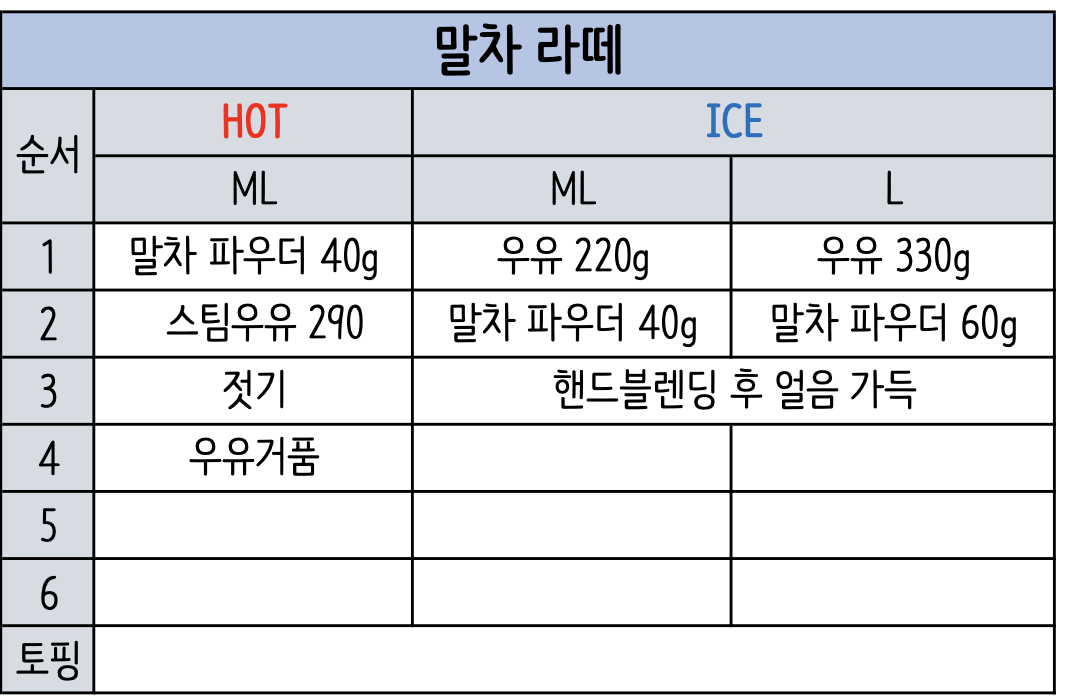 말차 라떼
순서 HOT ICE
ML ML L
1 말차 파우더 40g 우유 220g 우유 330g
2 스팀우유 290 말차 파우더 40g 말차 파우더 60g
3 젓기 핸드블렌딩 후 얼음 가득
4 우유거품
5
6
토핑